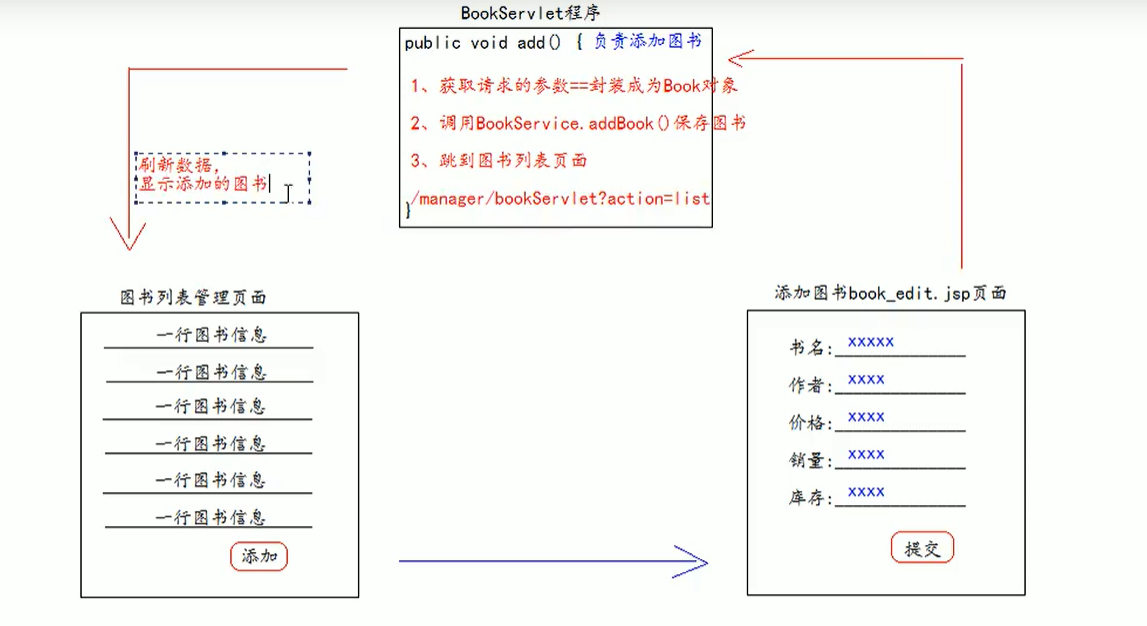 BookServlet程序
public void add() { 负责添加图书
1、获取请求的参数==封装成为Book对象
2、调用BookService.addBook()保存图书
3、跳到图书列表页面
/manager/bookServlet?action=list
}
刷新数据,
显示添加的图书
图书列表管理页面
一行图书信息
一行图书信息
一行图书信息
一行图书信息
一行图书信息
一行图书信息
添加
添加图书book_edit.jsp页面
书名: xxxxx
作者: xxxx
价格: xxxx
销量: xxxx
库存: xxxx
提交